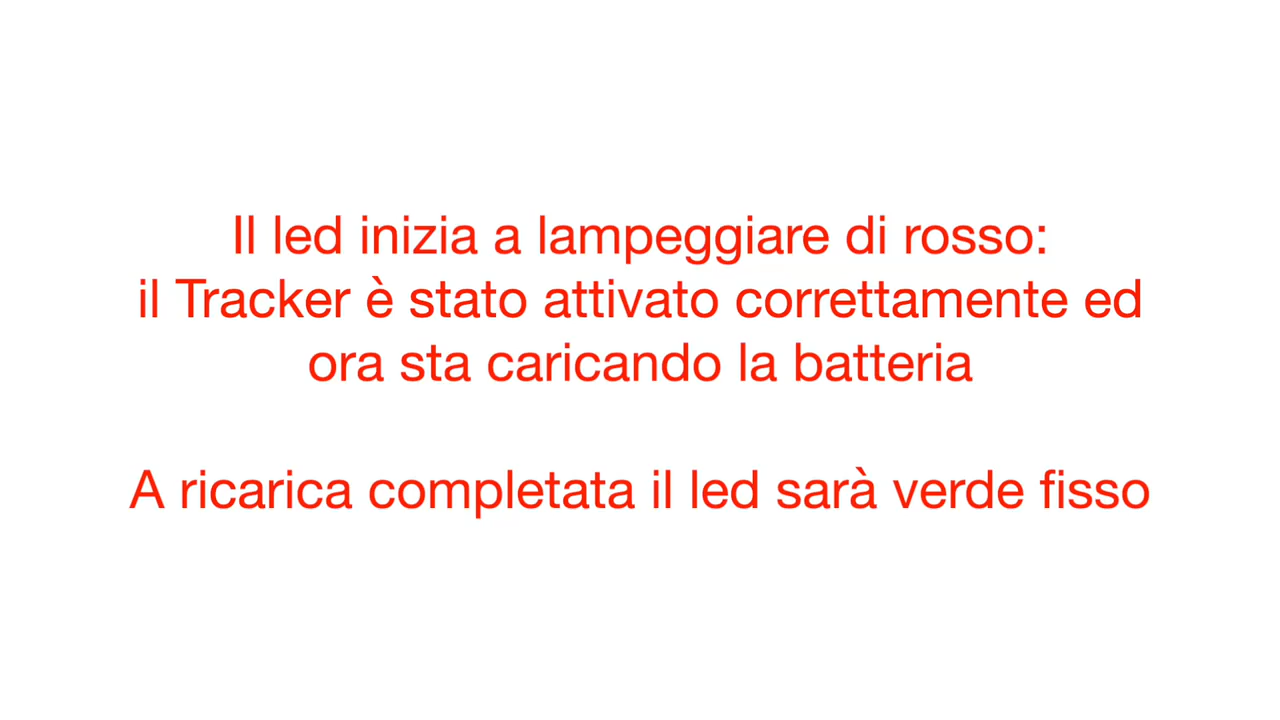 Il led inizia a lampeggiare di rosso:
il Tracker è stato attivato correttamente ed
ora sta caricando la batteria
A ricarica completata il led sarà verde fisso